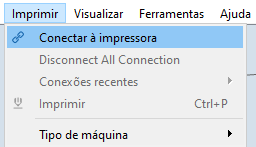 Imprimir Visualizar Ferramentas Ajuda
Conectar à impressora
Disconnect All Connection
Conexões recentes
Imprimir Ctrl+P
Tipo de máquina